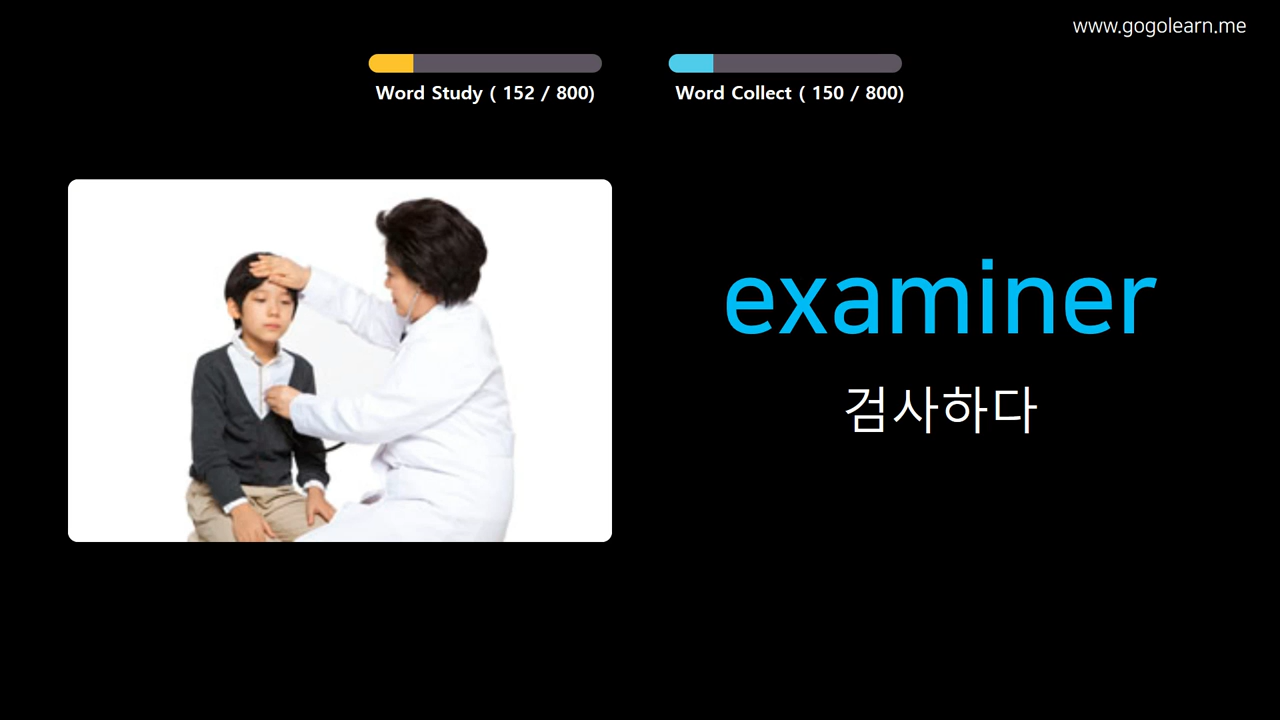 www.gogolearn.me
Word Study ( 152 / 800)
Word Collect ( 150 / 800)
examiner
검사하다